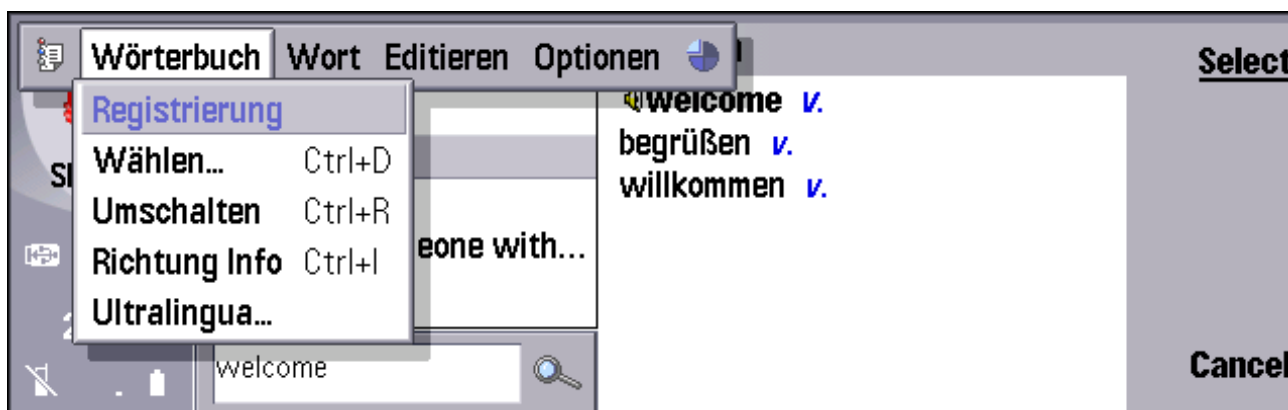 Wörterbuch Wort Editieren Optionen
Select
Registrierung
Wählen... Ctrl+D
Umschalten Ctrl+R
Richtung Info Ctrl+I
Ultralingua...
eone with...
welcome
welcome v.
begrüßen v.
willkommen v.
Cancel